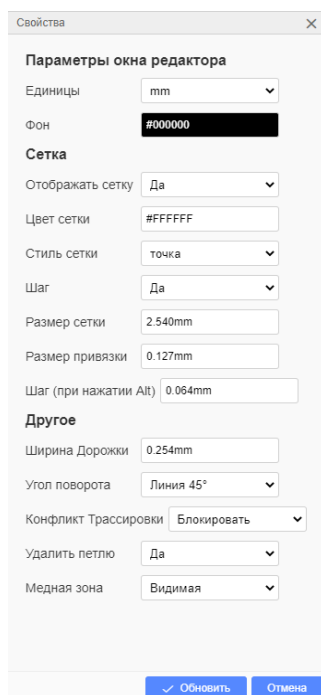 Свойства
Параметры окна редактора
Единицы mm
Фон #000000
Сетка
Отображать сетку Да
Цвет сетки #FFFFFF
Стиль сетки точка
Шаг Да
Размер сетки 2.540mm
Размер привязки 0.127mm
Шаг (при нажатии Alt) 0.064mm
Другое
Ширина Дорожки 0.254mm
Угол поворота Линия 45°
Конфликт Трассировки Блокировать
Удалить петлю Да
Медная зона Видимая
Обновить Отмена